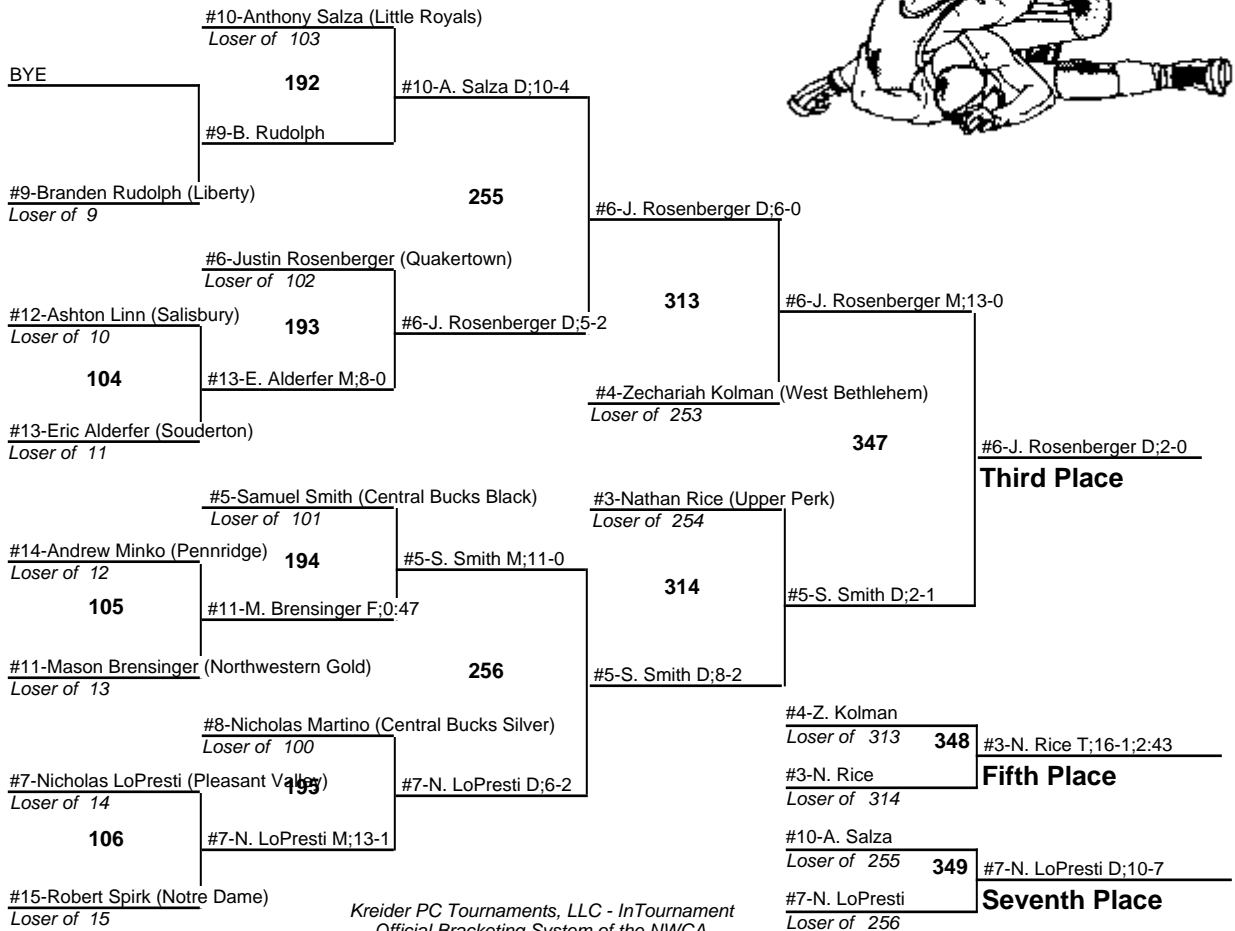 #10-Anthony Salza (Little Royals)
Loser of 103
BYE
192
#10-A. Salza D;10-4
#9-B. Rudolph
#9-Branden Rudolph (Liberty)
Loser of 9
255
#6-J. Rosenberger D;6-0
#6-Justin Rosenberger (Quakertown)
Loser of 102
#12-Ashton Linn (Salisbury)
Loser of 10
193
#6-J. Rosenberger D;5-2
313
#6-J. Rosenberger M;13-0
104
#13-E. Alderfer M;8-0
#4-Zechariah Kolman (West Bethlehem)
Loser of 253
#13-Eric Alderfer (Souderton)
Loser of 11
347
#6-J. Rosenberger D;2-0
Third Place
#5-Samuel Smith (Central Bucks Black)
Loser of 101
#3-Nathan Rice (Upper Perk)
Loser of 254
#14-Andrew Minko (Pennridge)
Loser of 12
194
#5-S. Smith M;11-0
314
#5-S. Smith D;2-1
105
#11-M. Brensinger F;0:47
#11-Mason Brensinger (Northwestern Gold)
Loser of 13
256
#5-S. Smith D;8-2
#8-Nicholas Martino (Central Bucks Silver)
Loser of 100
#4-Z. Kolman
Loser of 313
348
#3-N. Rice T;16-1;2:43
Fifth Place
#3-N. Rice
Loser of 314
#7-Nicholas LoPresti (Pleasant Valley)
Loser of 14
195
#7-N. LoPresti D;6-2
106
#7-N. LoPresti M;13-1
#10-A. Salza
Loser of 255
349
#7-N. LoPresti D;10-7
Seventh Place
#7-N. LoPresti
Loser of 256
#15-Robert Spirk (Notre Dame)
Loser of 15
Kreider PC Tournaments, LLC - InTournament
Official Bracketing System of the NWCA